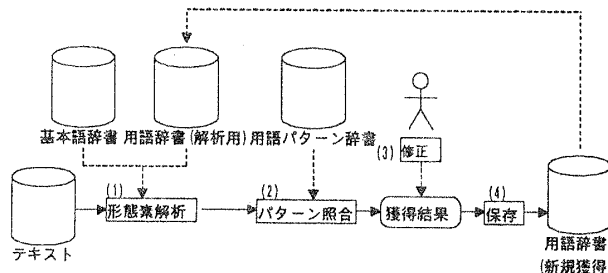 基本語辞書 用語辞書(解析用) 用語パターン辞書
(3) 修正
(1) 形態素解析
(2) パターン照合
獲得結果
(4) 保存
テキスト
用語辞書
(新規獲得